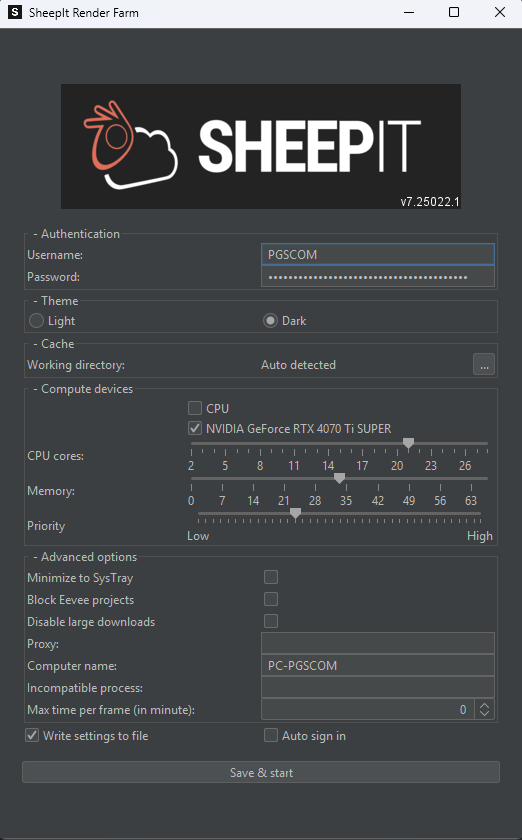 S SheepIt Render Farm
SHEEPIT
v7.25022.1
- Authentication
Username: PGSCOM
Password: ••••••••••••••••••••••••••••••••••••••••
- Theme
Light Dark
- Cache
Working directory: Auto detected ...
- Compute devices
CPU
NVIDIA GeForce RTX 4070 Ti SUPER
CPU cores:
2 5 8 11 14 17 20 23 26
Memory:
0 7 14 21 28 35 42 49 56 63
Priority
Low High
- Advanced options
Minimize to SysTray
Block Eevee projects
Disable large downloads
Proxy:
Computer name: PC-PGSCOM
Incompatible process:
Max time per frame (in minute): 0
Write settings to file Auto sign in
Save & start